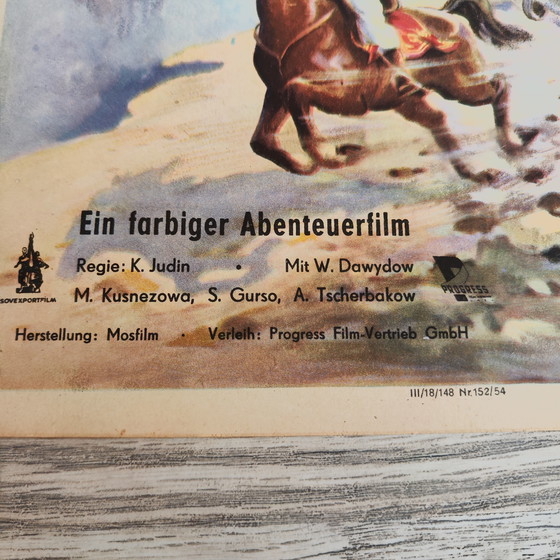 Ein farbiger Abenteuerfilm
Regie: K. Judin • Mit W. Dawydow
M. Kusnezowa, S. Gurso, A. Tscherbakow
SOVEXPORTFILM
PROGRESS
Herstellung: Mosfilm · Verleih: Progress Film-Vertrieb GmbH
III/18/148 Nr. 152/54